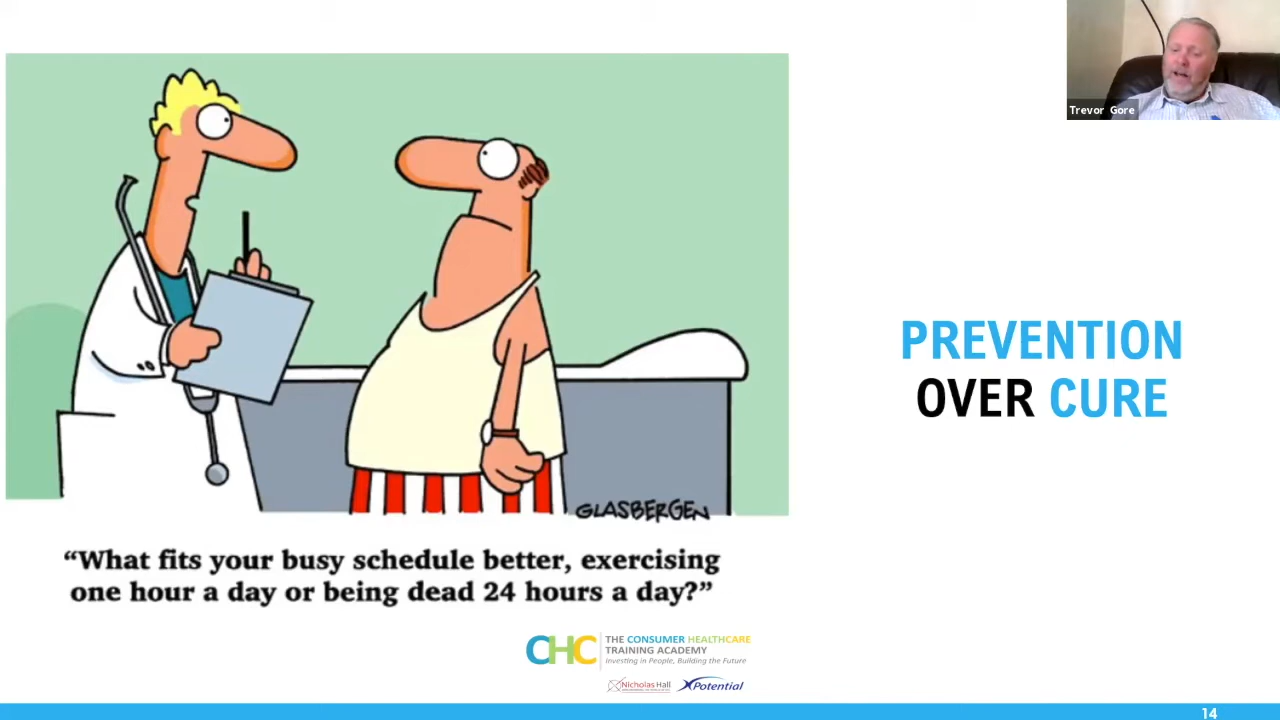 Trevor Gore
PREVENTION
OVER CURE
GLASBERGEN
“What fits your busy schedule better, exercising
one hour a day or being dead 24 hours a day?”
CHC
THE CONSUMER HEALTHCARE
TRAINING ACADEMY
Investing in People, Building the Future
Nicholas Hall
XPotential
14